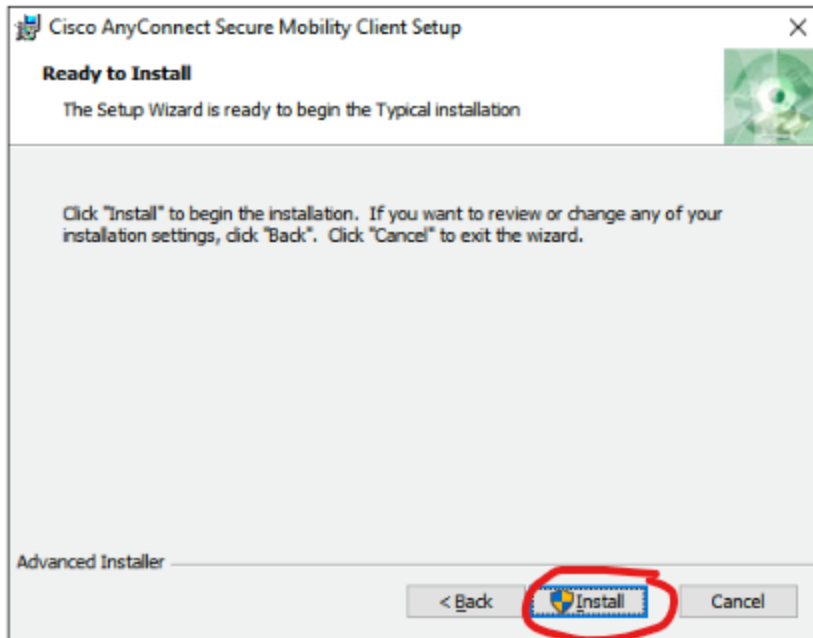 Cisco AnyConnect Secure Mobility Client Setup
Ready to Install
The Setup Wizard is ready to begin the Typical installation
Click "Install" to begin the installation. If you want to review or change any of your
installation settings, click "Back". Click "Cancel" to exit the wizard.
Advanced Installer
< Back Install Cancel